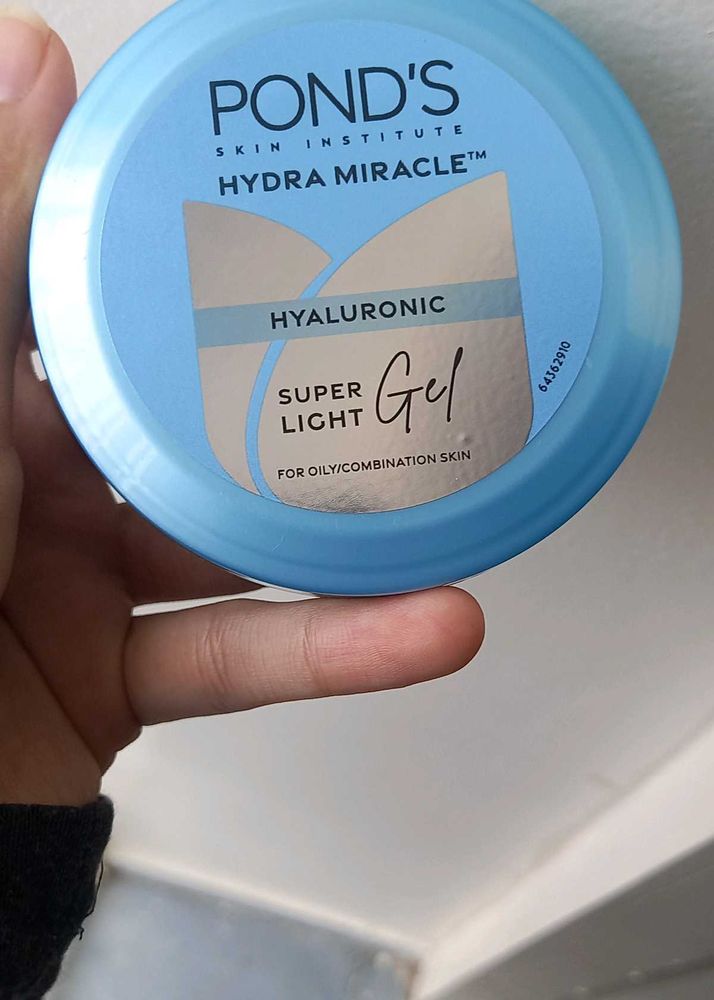 POND'S
SKIN INSTITUTE
HYDRA MIRACLE™
HYALURONIC
SUPER LIGHT Gel
FOR OILY/COMBINATION SKIN
64362910